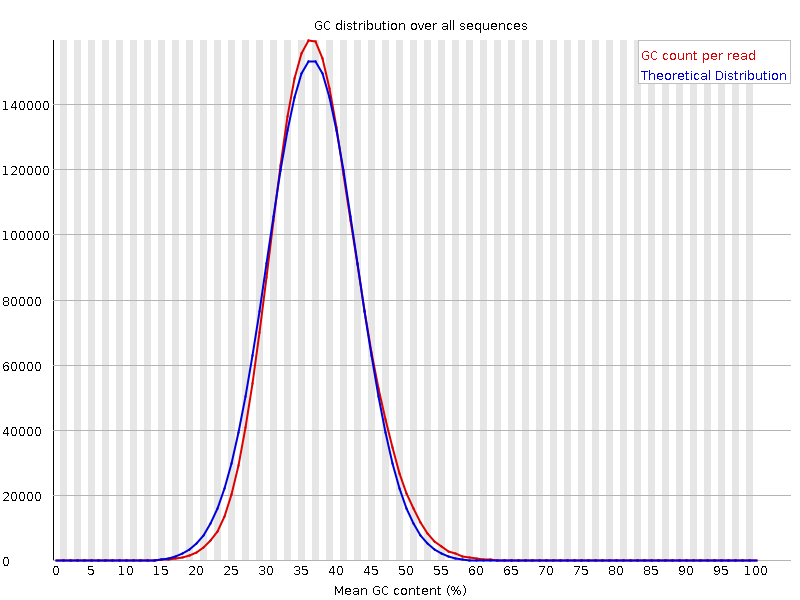 GC distribution over all sequences
GC count per read
Theoretical Distribution
140000
120000
100000
80000
60000
40000
20000
0
0 5 10 15 20 25 30 35 40 45 50 55 60 65 70 75 80 85 90 95 100
Mean GC content (%)